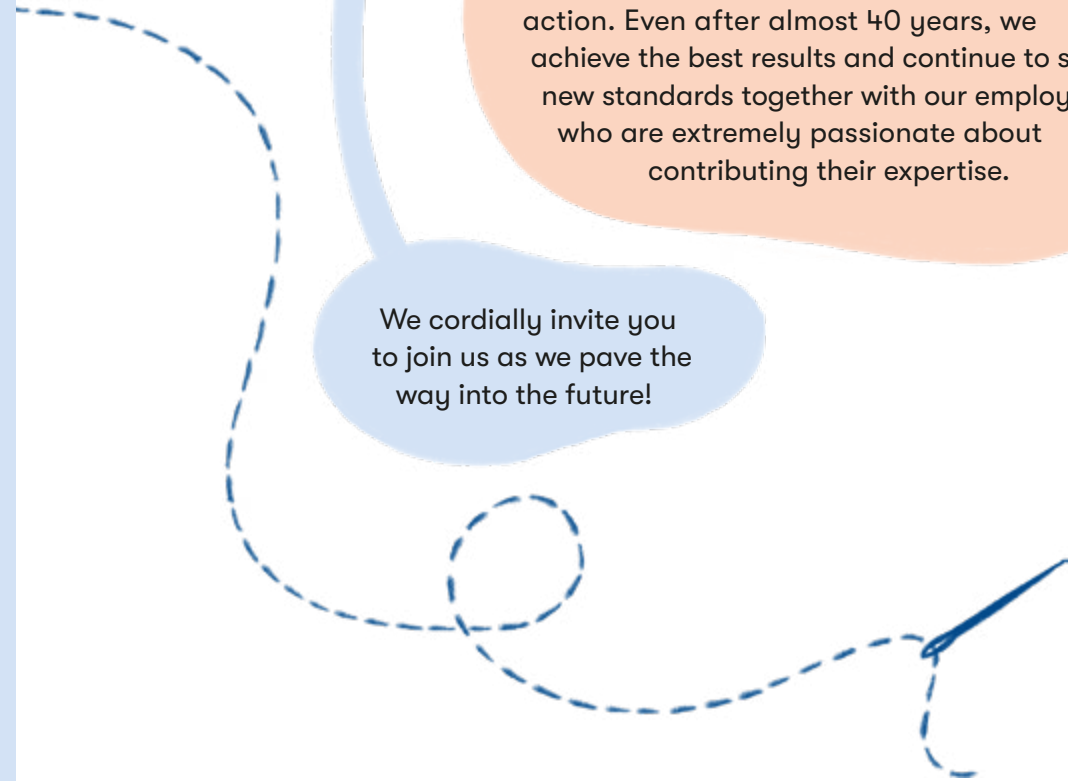 action. Even after almost 40 years, we
achieve the best results and continue to s
new standards together with our employ
who are extremely passionate about
contributing their expertise.
We cordially invite you
to join us as we pave the
way into the future!